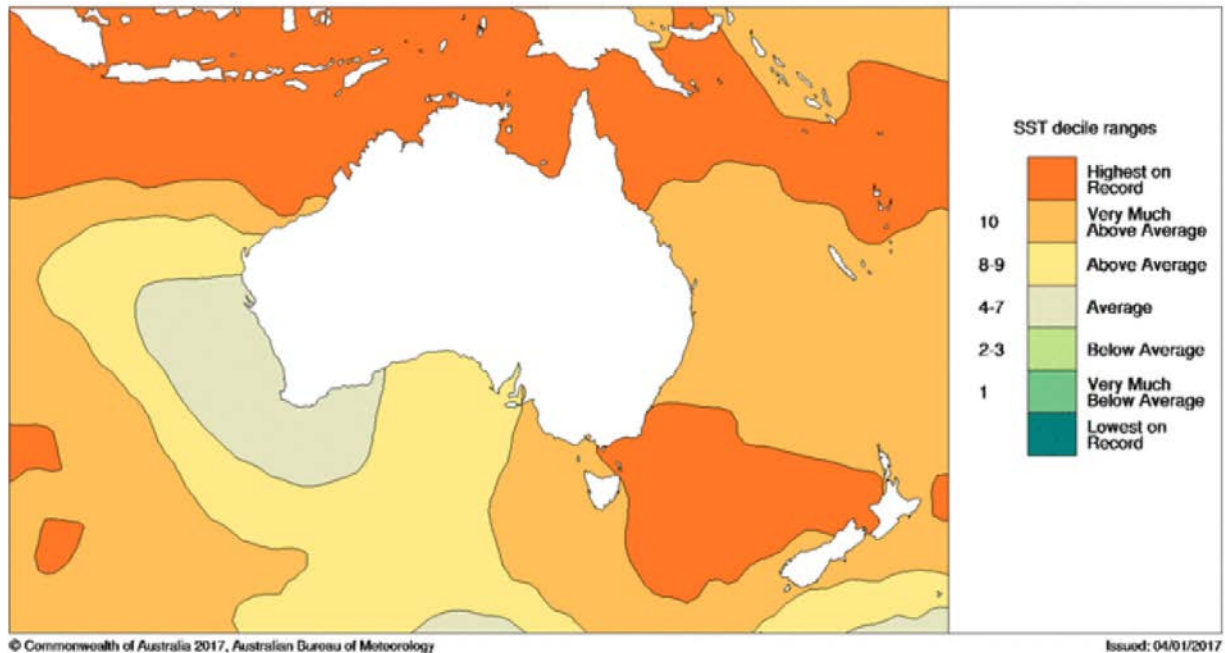 SST decile ranges
Highest on
Record
10
Very Much
Above Average
8-9
Above Average
4-7
Average
2-3
Below Average
1
Very Much
Below Average
Lowest on
Record
© Commonwealth of Australia 2017, Australian Bureau of Meteorology
Issued: 04/01/2017